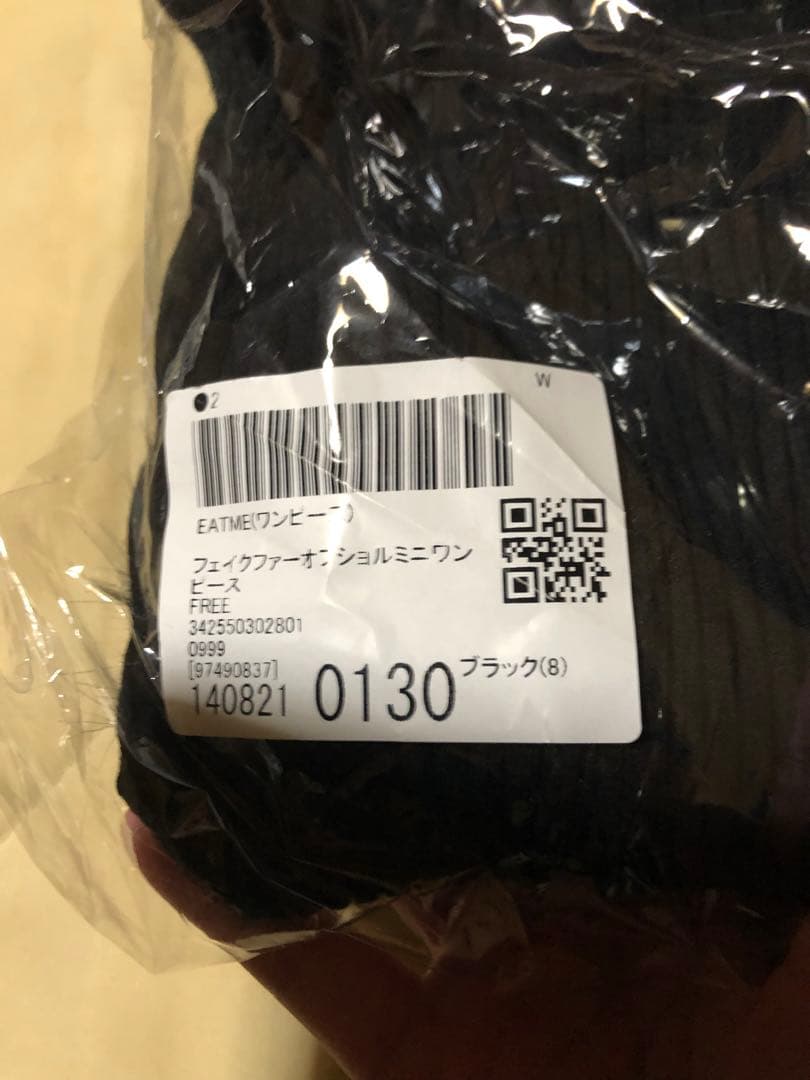 ●2
W
EATME(ワンピース)
フェイクファーオフショルミニワン
ピース
FREE
342550302801
0999
[97490837]
140821 0130 ブラック(8)